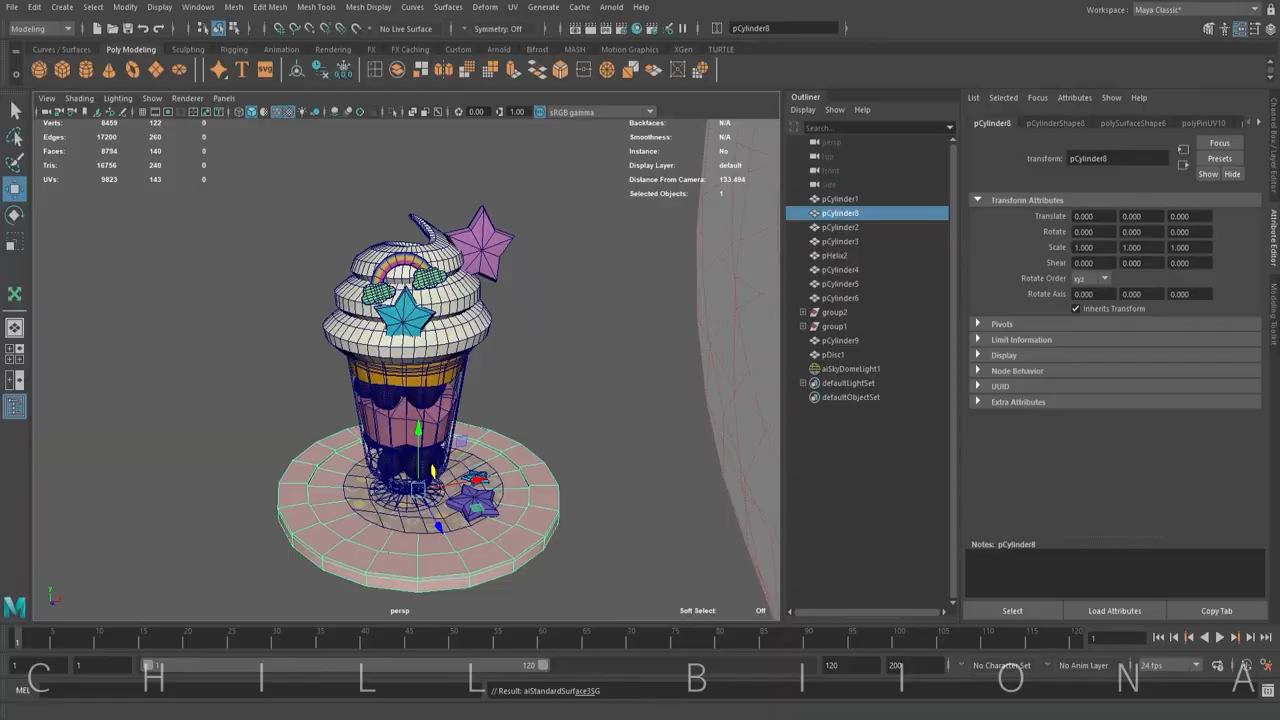 File Edit Create Select Modify Display Windows Mesh Edit Mesh Mesh Tools Mesh Display Curves Surfaces Deform UV Generate Cache Arnold Help
Workspace: Maya Classic*
Modeling No Live Surface Symmetry: Off pCylinder8
Curves / Surfaces Poly Modeling Sculpting Rigging Animation Rendering FX FX Caching Custom Arnold Bifrost MASH Motion Graphics XGen TURTLE
SVG
View Shading Lighting Show Renderer Panels
0.00 1.00 sRGB gamma
Verts: 8459 122 0
Edges: 17200 260 0
Faces: 8794 140 0
Tris: 16756 256 0
UVs: 9823 143 0
Backfaces: N/A
Smoothness: N/A
Instance: No
Display Layer: default
Distance From Camera: 133.494
Selected Objects: 1
persp
Soft Select: Off
Outliner
Display Show Help
Search...
persp
top
front
side
pCylinder1
pCylinder8
pCylinder2
pCylinder3
pHelix2
pCylinder4
pCylinder5
pCylinder6
group2
group1
pCylinder9
pDisc1
aiSkyDomeLight1
defaultLightSet
defaultObjectSet
List Selected Focus Attributes Show Help
pCylinder8 pCylinderShape8 polySurfaceShape6 polyPinUV10
transform: pCylinder8
Focus
Presets
Show Hide
Transform Attributes
Translate 0.000 0.000 0.000
Rotate 0.000 0.000 0.000
Scale 1.000 1.000 1.000
Shear 0.000 0.000 0.000
Rotate Order xyz
Rotate Axis 0.000 0.000 0.000
Inherits Transform
Pivots
Limit Information
Display
Node Behavior
UUID
Extra Attributes
Notes: pCylinder8
Select Load Attributes Copy Tab
Channel Box / Layer Editor
Attribute Editor
Modeling Toolkit
5 10 15 20 25 30 35 40 45 50 55 60 65 70 75 80 85 90 95 100 105 110 115 120
1 1
1 1 1 120 120 200 No Character Set No Anim Layer 24 fps
MEL // Result: aiStandardSurface3SG
CHILL BIIONA